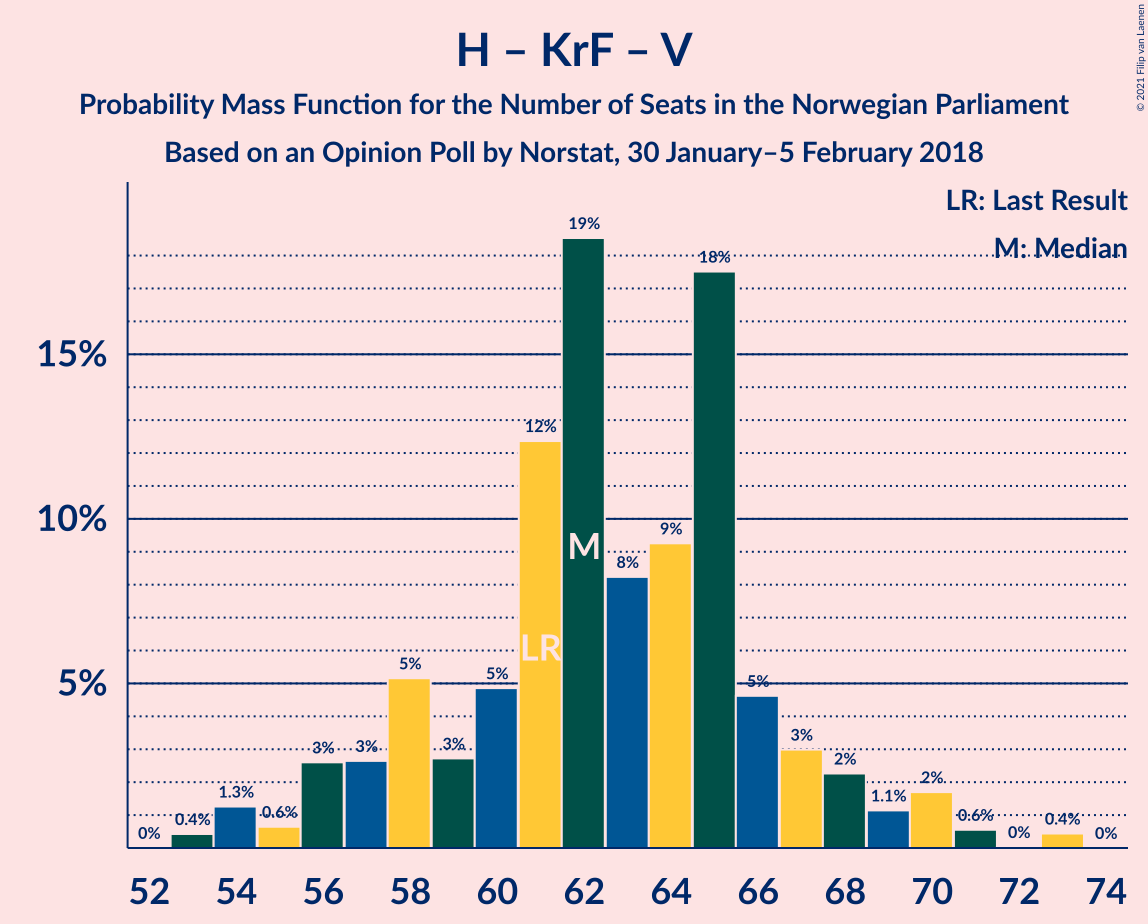 H – KrF – V
Probability Mass Function for the Number of Seats in the Norwegian Parliament
Based on an Opinion Poll by Norstat, 30 January–5 February 2018
© 2021 Filip van Laenen
LR: Last Result
M: Median
15%
10%
5%
0%
0.4%
1.3%
0.6%
3%
3%
5%
3%
5%
12%
19%
8%
9%
18%
5%
3%
2%
1.1%
2%
0.6%
0%
0.4%
0%
LR
M
52 54 56 58 60 62 64 66 68 70 72 74